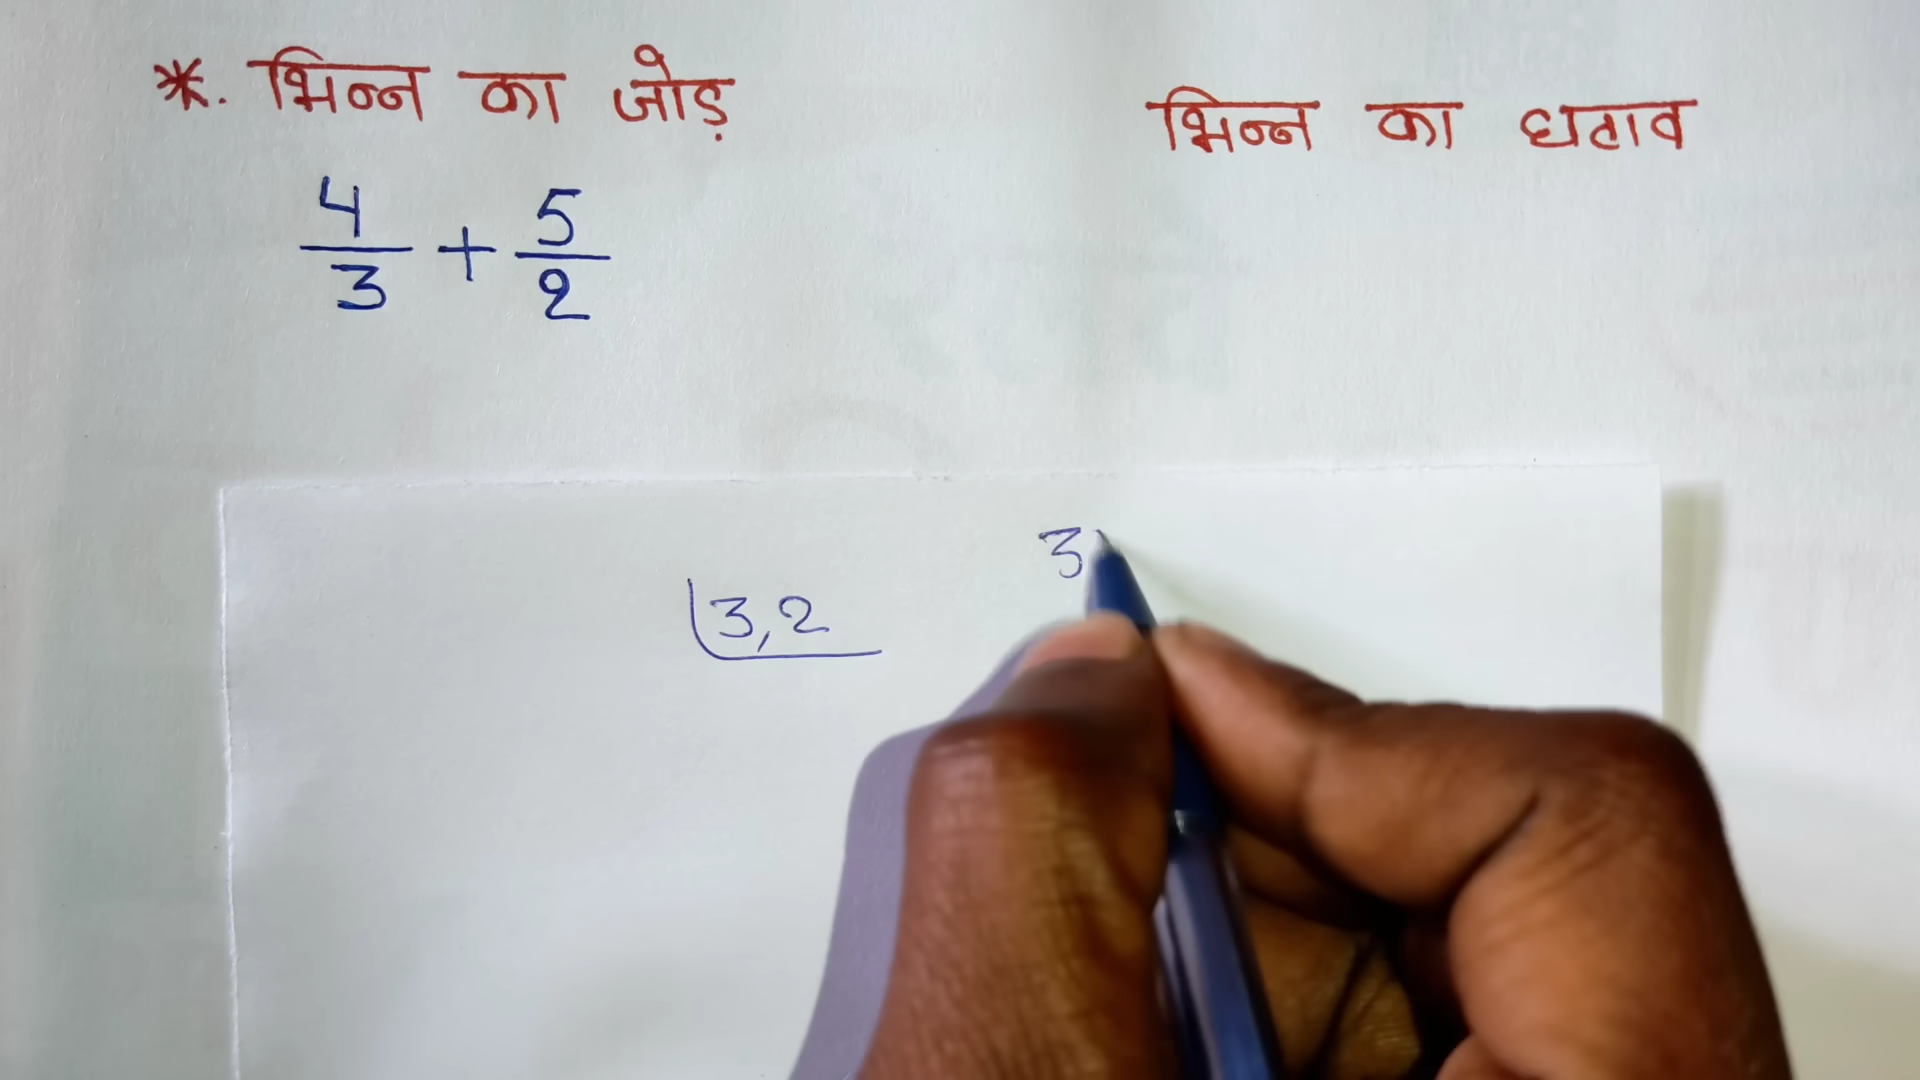 *. भिन्न का जोड़
भिन्न का घटाव
4/3 + 5/2
3,2
3